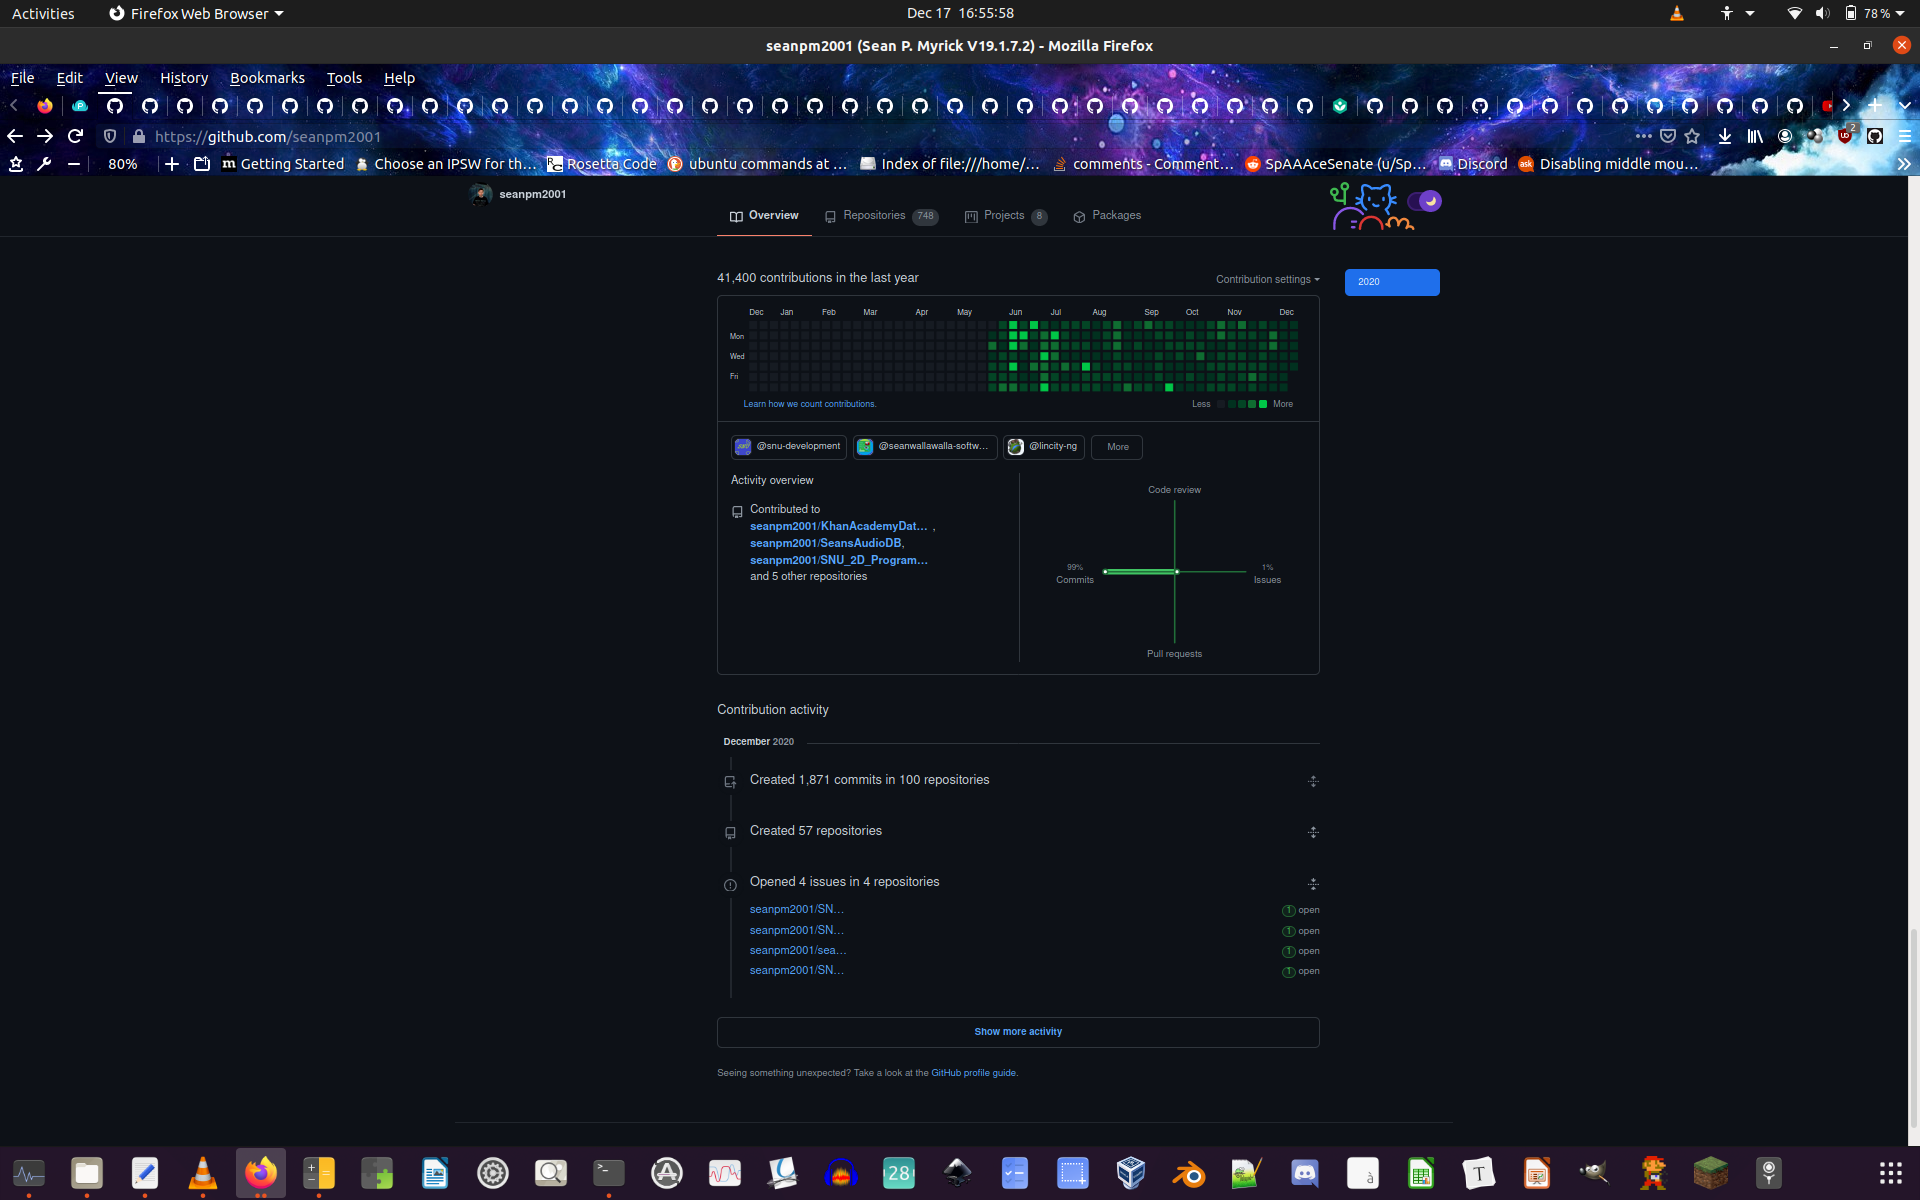 Activities Firefox Web Browser Dec 17 16:55:58 78 %
seanpm2001 (Sean P. Myrick V19.1.7.2) - Mozilla Firefox
File Edit View History Bookmarks Tools Help
https://github.com/seanpm2001 2
80% Getting Started Choose an IPSW for th… Rosetta Code ubuntu commands at … Index of file:///home/… comments - Comment… SpAAAceSenate (u/Sp… Discord Disabling middle mou…
seanpm2001
Overview Repositories 748 Projects 8 Packages
41,400 contributions in the last year Contribution settings 2020
Dec Jan Feb Mar Apr May Jun Jul Aug Sep Oct Nov Dec
Mon
Wed
Fri
Learn how we count contributions. Less More
@snu-development @seanwallawalla-softw… @lincity-ng More
Activity overview
Contributed to
seanpm2001/KhanAcademyDat… ,
seanpm2001/SeansAudioDB,
seanpm2001/SNU_2D_Program…
and 5 other repositories
Code review
99% Commits
1% Issues
Pull requests
Contribution activity
December 2020
Created 1,871 commits in 100 repositories
Created 57 repositories
Opened 4 issues in 4 repositories
seanpm2001/SN… 1 open
seanpm2001/SN… 1 open
seanpm2001/sea… 1 open
seanpm2001/SN… 1 open
Show more activity
Seeing something unexpected? Take a look at the GitHub profile guide.
28